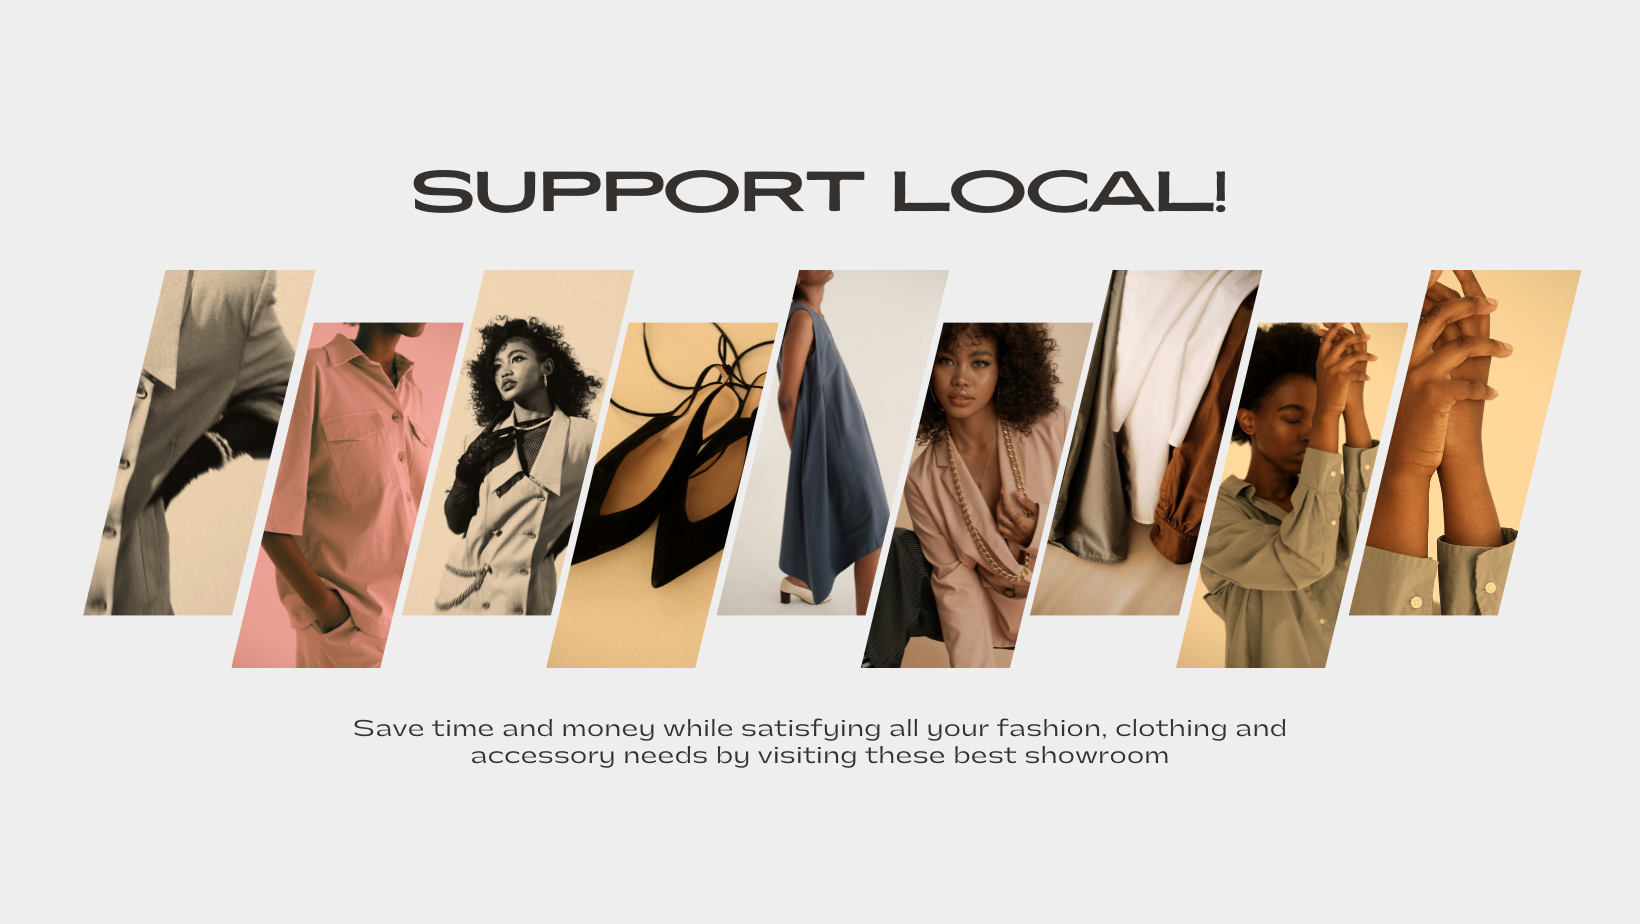 SUPPORT LOCAL!
Save time and money while satisfying all your fashion, clothing and
accessory needs by visiting these best showroom